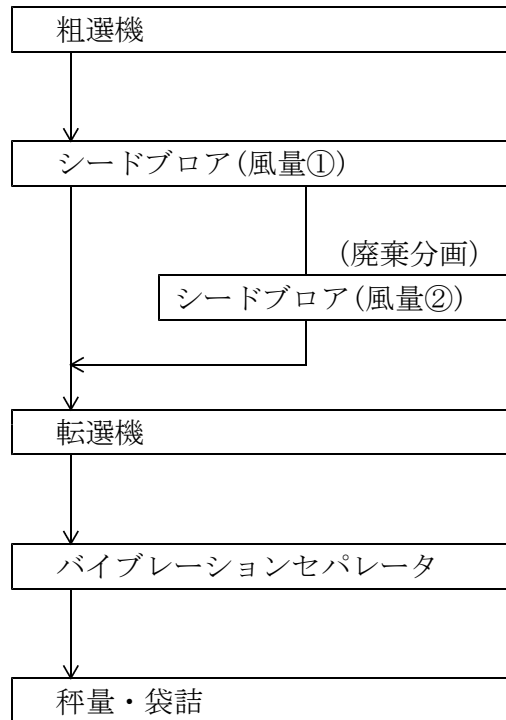 粗選機
シードブロア(風量①)
(廃棄分画)
シードブロア(風量②)
転選機
バイブレーションセパレータ
秤量・袋詰